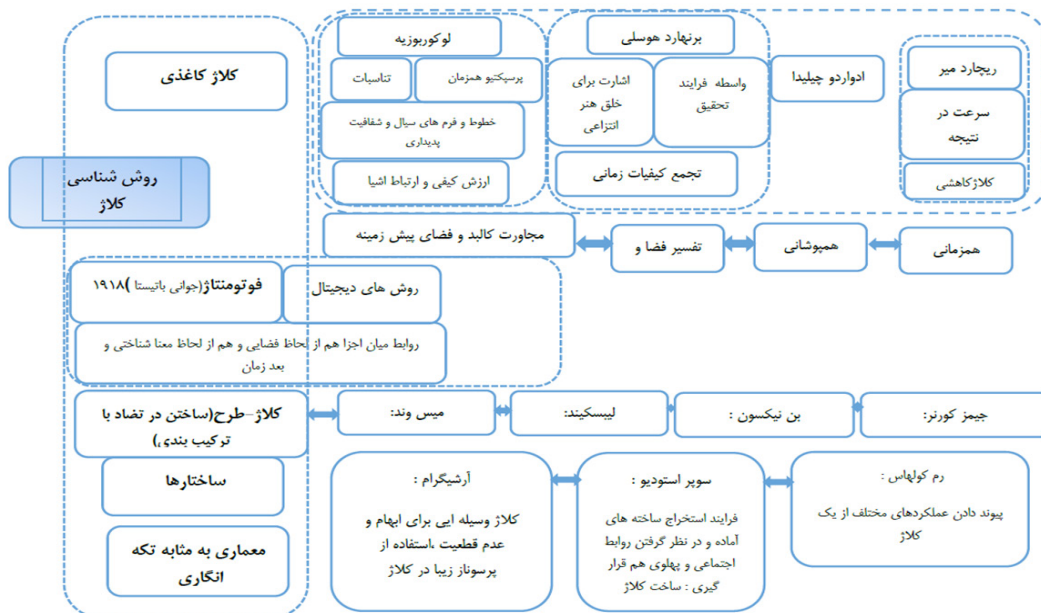 ریچارد میر
سرعت در
نتیجه
کلاژکاهشی
ادواردو چیلیدا
برنهارد هوسلی
واسطه فرایند
تحقیق
اشارت برای
خلق هنر
انتزاعی
تجمع کیفیات زمانی
لوکوربوزیه
پرسپکتیو همزمان
تناسبات
خطوط و فرم های سیال و شفافیت
پدیداری
ارزش کیفی و ارتباط اشیا
کلاژ کاغذی
روش شناسی
کلاژ
همزمانی
همپوشانی
تفسیر فضا و
مجاورت کالبد و فضای پیش زمینه
روش های دیجیتال
فوتومنتاژ(جوانی باتیستا )۱۹۱۸
روابط میان اجزا هم از لحاظ فضایی و هم از لحاظ معنا شناختی و
بعد زمان
کلاژ-طرح(ساختن در تضاد با
ترکیب بندی)
میس وند:
لیبسکیند:
بن نیکسون :
جیمز کورنر:
ساختارها
معماری به مثابه تکه
انگاری
آرشیگرام :
کلاژ وسیله ایی برای ابهام و
عدم قطعیت ،استفاده از
پرسوناز زیبا در کلاژ
سوپر استودیو :
فرایند استخراج ساخته های
آماده و در نظر گرفتن روابط
اجتماعی و پهلوی هم قرار
گیری : ساخت کلاژ
رم کولهاس :
پیوند دادن عملکردهای مختلف از یک
کلاژ